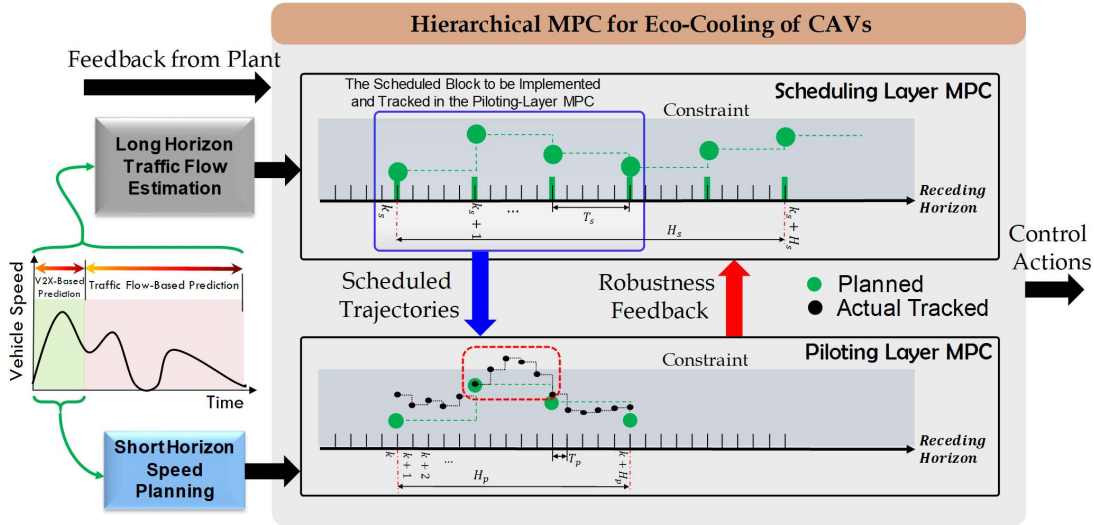 Hierarchical MPC for Eco-Cooling of CAVs
Feedback from Plant
The Scheduled Block to be Implemented
and Tracked in the Piloting-Layer MPC
Scheduling Layer MPC
Constraint
Long Horizon
Traffic Flow
Estimation
Receding
Horizon
k_s
k_s + 1
...
T_s
H_s
k_s + H_s
Control
Actions
Scheduled
Trajectories
Robustness
Feedback
Planned
Actual Tracked
V2X-Based
Prediction
Traffic Flow-Based Prediction
Vehicle Speed
Time
Piloting Layer MPC
Constraint
Short Horizon
Speed
Planning
Receding
Horizon
k
k + 1
k + 2
...
T_p
H_p
k + H_p